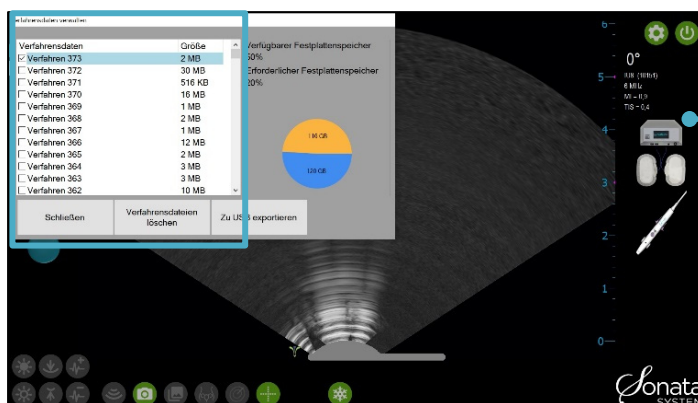 Verfahrensdaten verwalten
Verfahrensdaten Größe
Verfahren 373 2 MB
Verfahren 372 30 MB
Verfahren 371 516 KB
Verfahren 370 16 MB
Verfahren 369 1 MB
Verfahren 368 2 MB
Verfahren 367 1 MB
Verfahren 366 12 MB
Verfahren 365 2 MB
Verfahren 364 3 MB
Verfahren 363 3 MB
Verfahren 362 10 MB
Schließen
Verfahrensdateien
löschen
Zu USB exportieren
Verfügbarer Festplattenspeicher
50%
Erforderlicher Festplattenspeicher
20%
120 GB
6
5
4
3
2
1
0
0°
6 MHz
MI = 0,9
TIS = 0,4
Sonata
SYSTEM